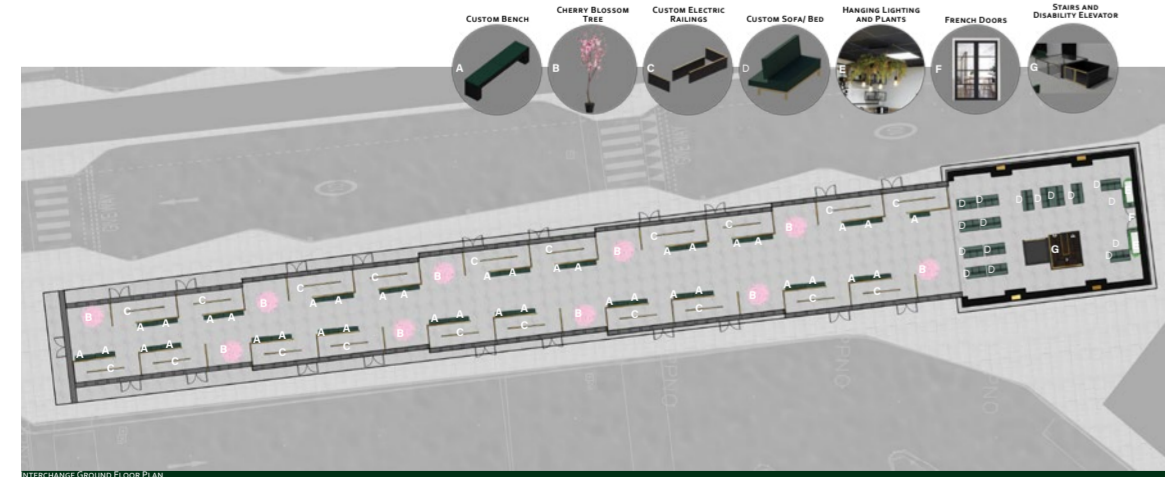 CUSTOM BENCH
CHERRY BLOSSOM
TREE
CUSTOM ELECTRIC
RAILINGS
CUSTOM SOFA/ BED
HANGING LIGHTING
AND PLANTS
FRENCH DOORS
STAIRS AND
DISABILITY ELEVATOR
A
B
C
D
E
F
G
C
C
D
D
D
D
D
D
D
D
F
B
A
A
A
D
D
G
D
C
C
A
A
A
A
D
D
D
D
B
C
C
B
A
A
A
A
B
C
C
A
A
A
A
B
A
A
A
A
C
C
B
C
C
A
A
A
A
B
A
A
A
A
C
C
B
C
C
A
A
A
A
B
A
A
A
A
C
C
B
A
A
A
A
C
C
INTERCHANGE GROUND FLOOR PLAN